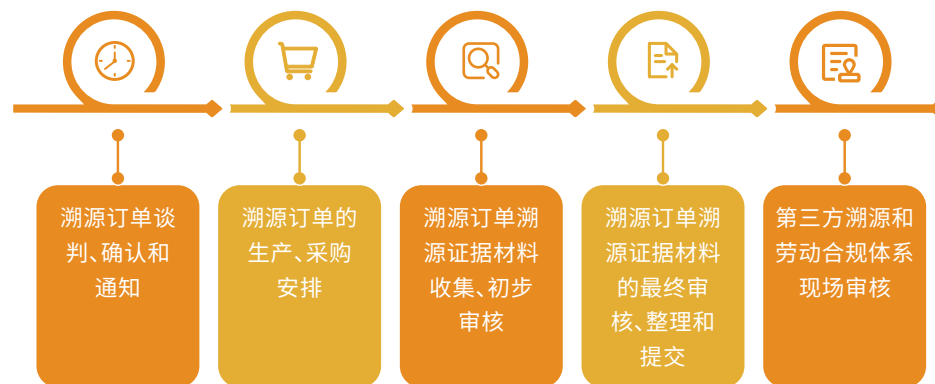 溯源订单谈
判、确认和
通知
溯源订单的
生产、采购
安排
溯源订单溯
源证据材料
收集、初步
审核
溯源订单溯
源证据材料
的最终审
核、整理和
提交
第三方溯源和
劳动合规体系
现场审核